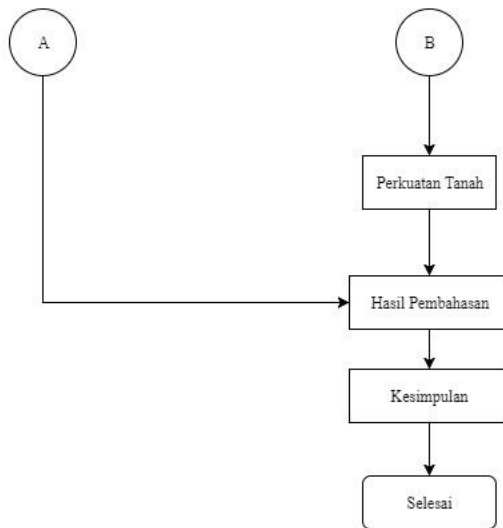 A
B
Perkuatan Tanah
Hasil Pembahasan
Kesimpulan
Selesai